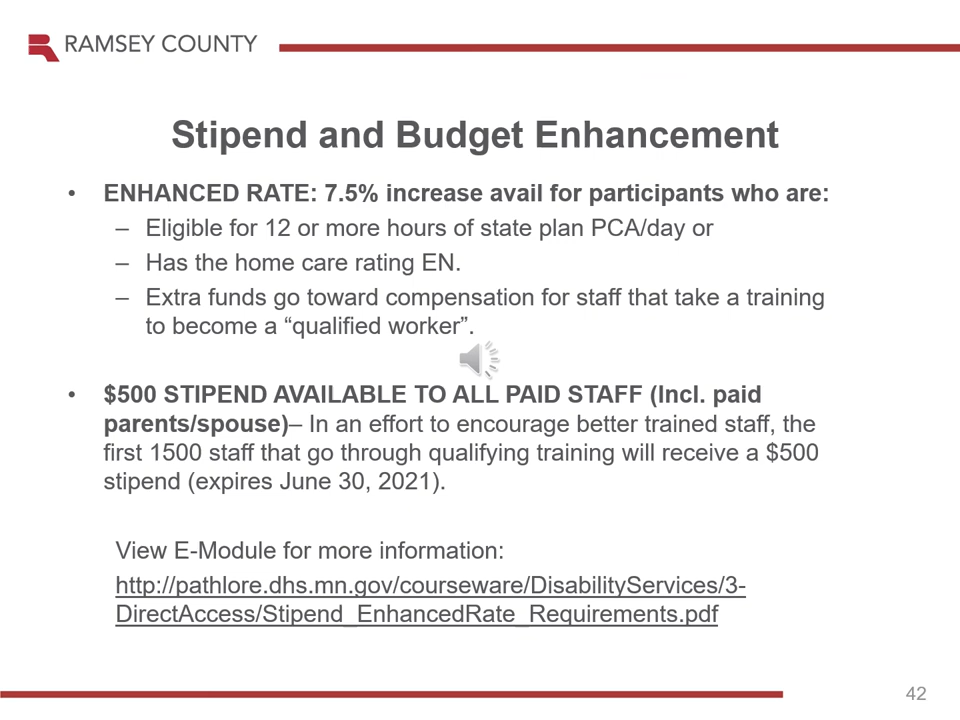 RAMSEY COUNTY
Stipend and Budget Enhancement
• ENHANCED RATE: 7.5% increase avail for participants who are:
– Eligible for 12 or more hours of state plan PCA/day or
– Has the home care rating EN.
– Extra funds go toward compensation for staff that take a training
to become a “qualified worker”.
• $500 STIPEND AVAILABLE TO ALL PAID STAFF (Incl. paid
parents/spouse)– In an effort to encourage better trained staff, the
first 1500 staff that go through qualifying training will receive a $500
stipend (expires June 30, 2021).
View E-Module for more information:
http://pathlore.dhs.mn.gov/courseware/DisabilityServices/3-
DirectAccess/Stipend_EnhancedRate_Requirements.pdf
42